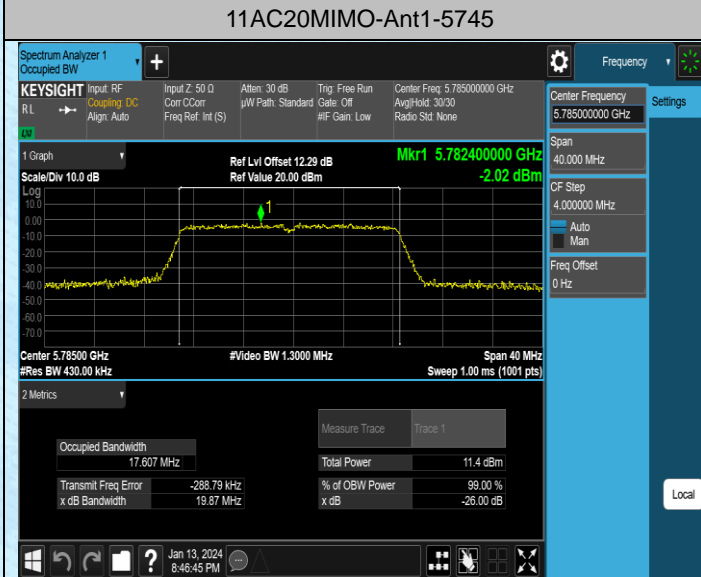 11AC20MIMO-Ant1-5745
Spectrum Analyzer 1
Occupied BW
Frequency
KEYSIGHT
RL
LXI
Input: RF
Coupling: DC
Align: Auto
Input Z: 50 Ω
Corr CCorr
Freq Ref: Int (S)
Atten: 30 dB
µW Path: Standard
Trig: Free Run
Gate: Off
#IF Gain: Low
Center Freq: 5.785000000 GHz
Avg|Hold: 30/30
Radio Std: None
Center Frequency
5.785000000 GHz
Settings
Span
40.000 MHz
CF Step
4.000000 MHz
Auto
Man
Freq Offset
0 Hz
1 Graph
Scale/Div 10.0 dB
Ref Lvl Offset 12.29 dB
Ref Value 20.00 dBm
Mkr1 5.782400000 GHz
-2.02 dBm
Log
10.0
0.00
-10.0
-20.0
-30.0
-40.0
-50.0
-60.0
-70.0
1
Center 5.78500 GHz
#Res BW 430.00 kHz
#Video BW 1.3000 MHz
Span 40 MHz
Sweep 1.00 ms (1001 pts)
2 Metrics
Measure Trace
Trace 1
Occupied Bandwidth
17.607 MHz
Total Power 11.4 dBm
Transmit Freq Error -288.79 kHz
% of OBW Power 99.00 %
x dB Bandwidth 19.87 MHz
x dB -26.00 dB
Local
Jan 13, 2024
8:46:45 PM